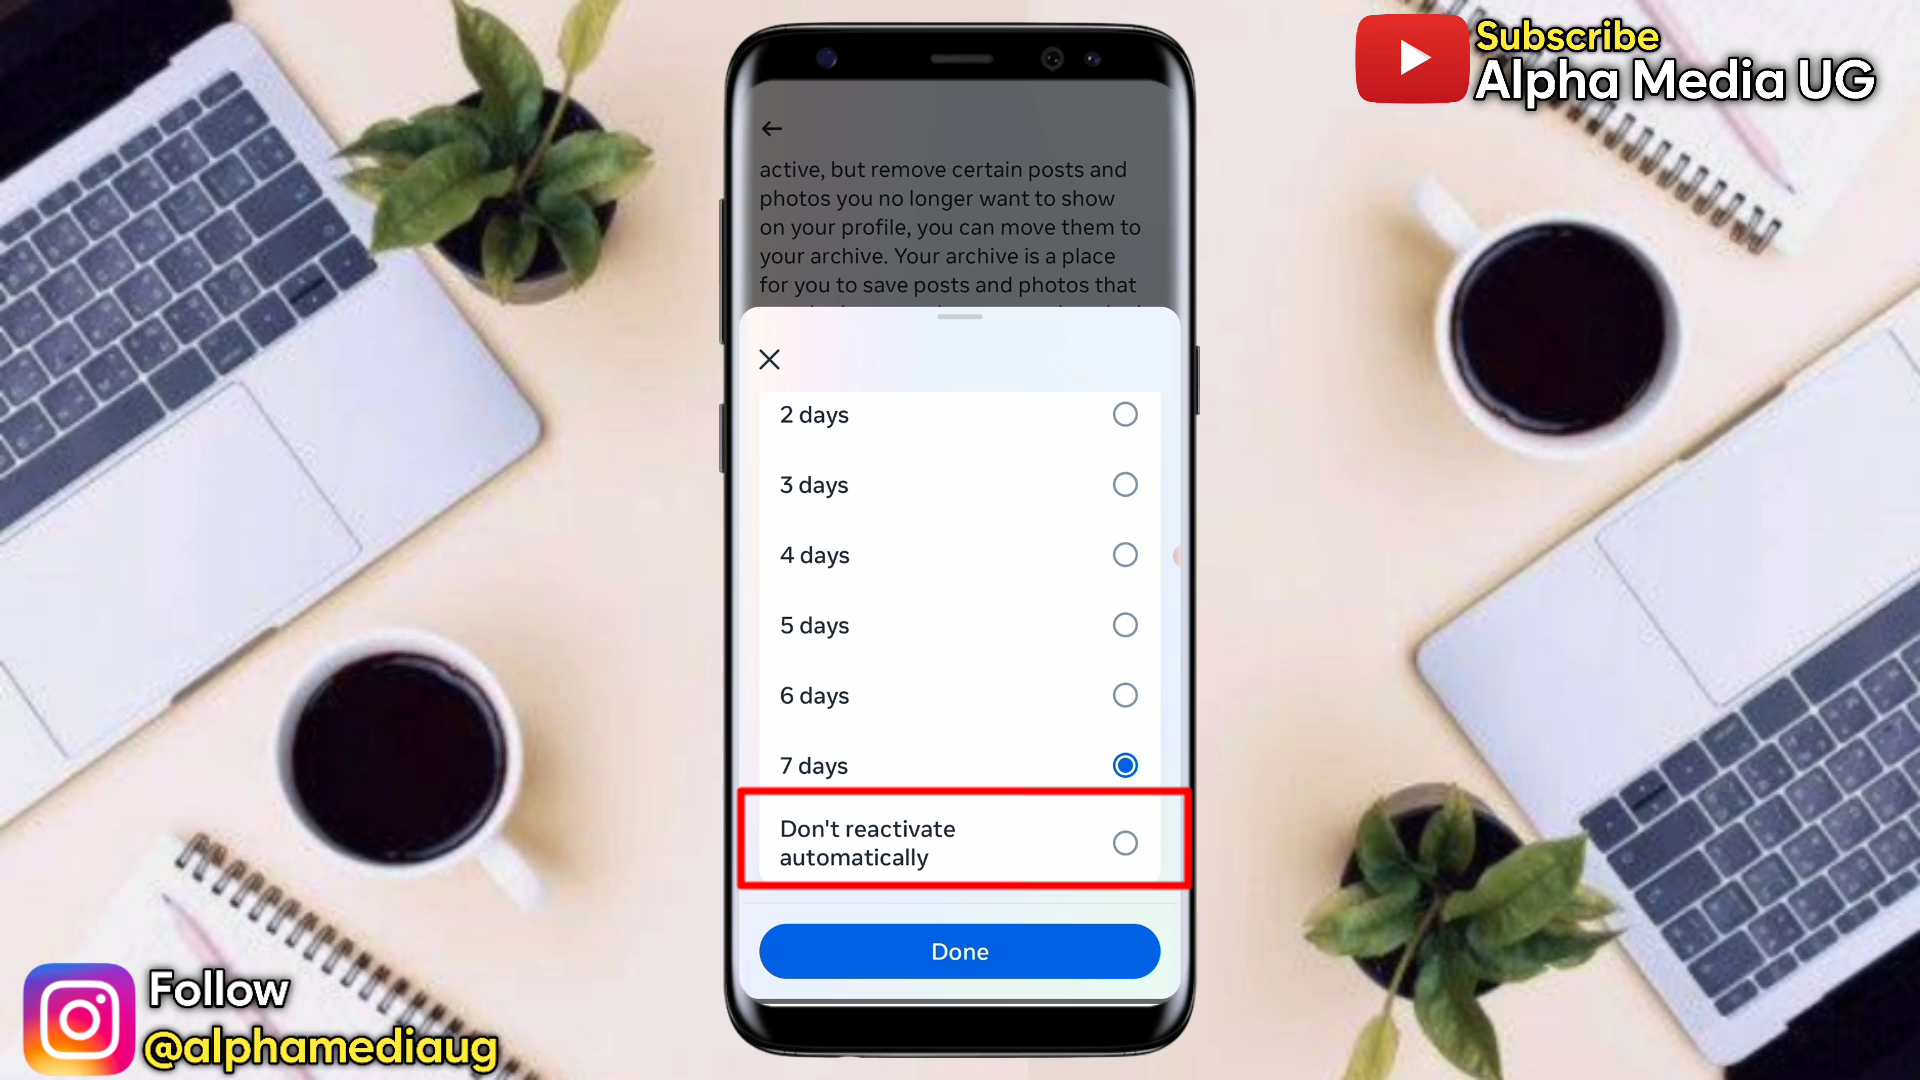 Subscribe
Alpha Media UG
active, but remove certain posts and
photos you no longer want to show
on your profile, you can move them to
your archive. Your archive is a place
for you to save posts and photos that
2 days
3 days
4 days
5 days
6 days
7 days
Don't reactivate
automatically
Done
Follow
@alphamediaug